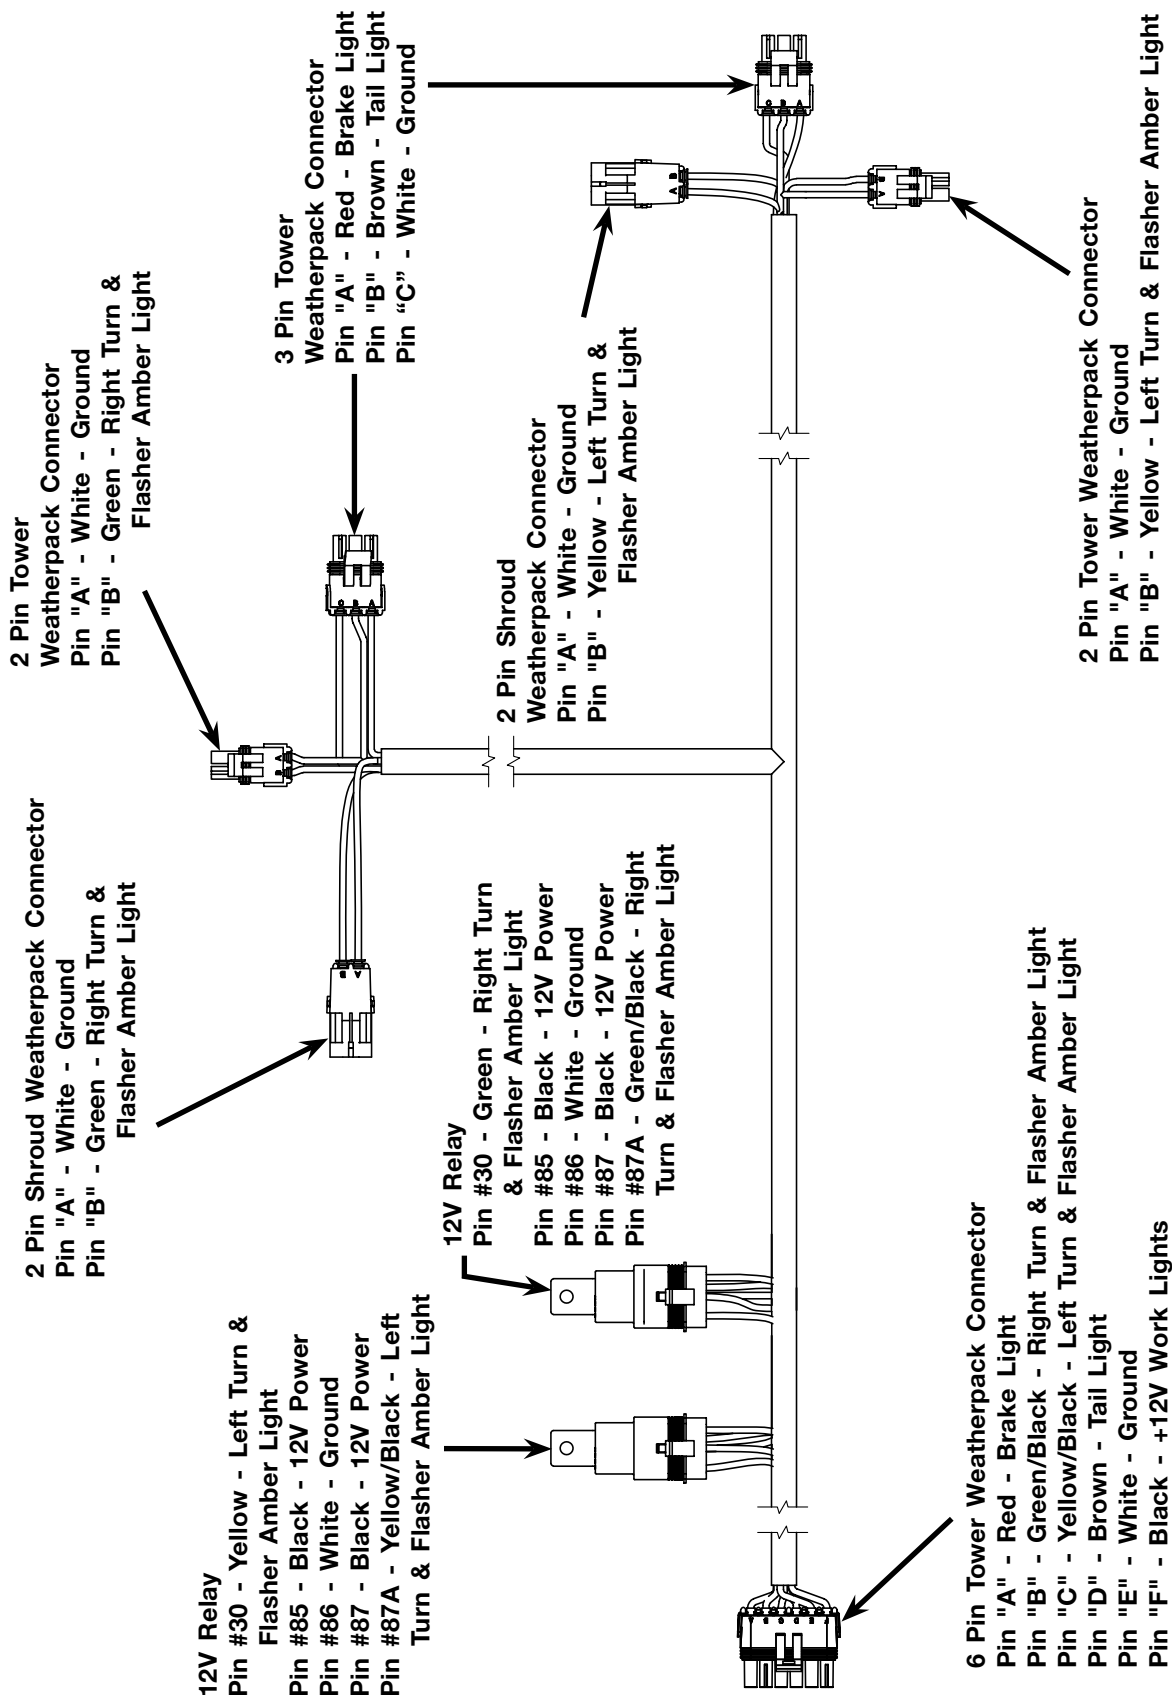 2 Pin Shroud Weatherpack Connector
Pin "A" - White - Ground
Pin "B" - Green - Right Turn &
Flasher Amber Light
2 Pin Tower
Weatherpack Connector
Pin "A" - White - Ground
Pin "B" - Green - Right Turn &
Flasher Amber Light
3 Pin Tower
Weatherpack Connector
Pin "A" - Red - Brake Light
Pin "B" - Brown - Tail Light
Pin “C” - White - Ground
12V Relay
Pin #30 - Yellow - Left Turn &
Flasher Amber Light
Pin #85 - Black - 12V Power
Pin #86 - White - Ground
Pin #87 - Black - 12V Power
Pin #87A - Yellow/Black - Left
Turn & Flasher Amber Light
12V Relay
Pin #30 - Green - Right Turn
& Flasher Amber Light
Pin #85 - Black - 12V Power
Pin #86 - White - Ground
Pin #87 - Black - 12V Power
Pin #87A - Green/Black - Right
Turn & Flasher Amber Light
2 Pin Shroud
Weatherpack Connector
Pin "A" - White - Ground
Pin "B" - Yellow - Left Turn &
Flasher Amber Light
6 Pin Tower Weatherpack Connector
Pin "A" - Red - Brake Light
Pin "B" - Green/Black - Right Turn & Flasher Amber Light
Pin "C" - Yellow/Black - Left Turn & Flasher Amber Light
Pin "D" - Brown - Tail Light
Pin "E" - White - Ground
Pin "F" - Black - +12V Work Lights
2 Pin Tower Weatherpack Connector
Pin "A" - White - Ground
Pin "B" - Yellow - Left Turn & Flasher Amber Light
A
B
B
A
C
B
A
A
B
C
B
A
B
A